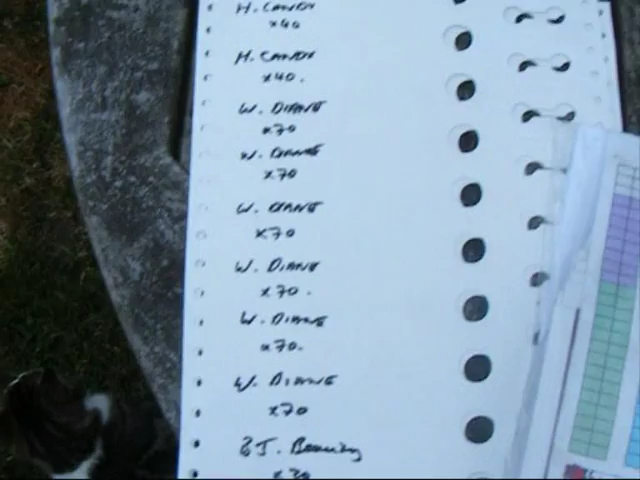 H. CANDY
x40
H. CANDY
x40.
W. DIANE
x70
W. DIANE
x70
W. DIANE
x70
W. DIANE
x70.
W. DIANE
x70.
W. DIANE
x70